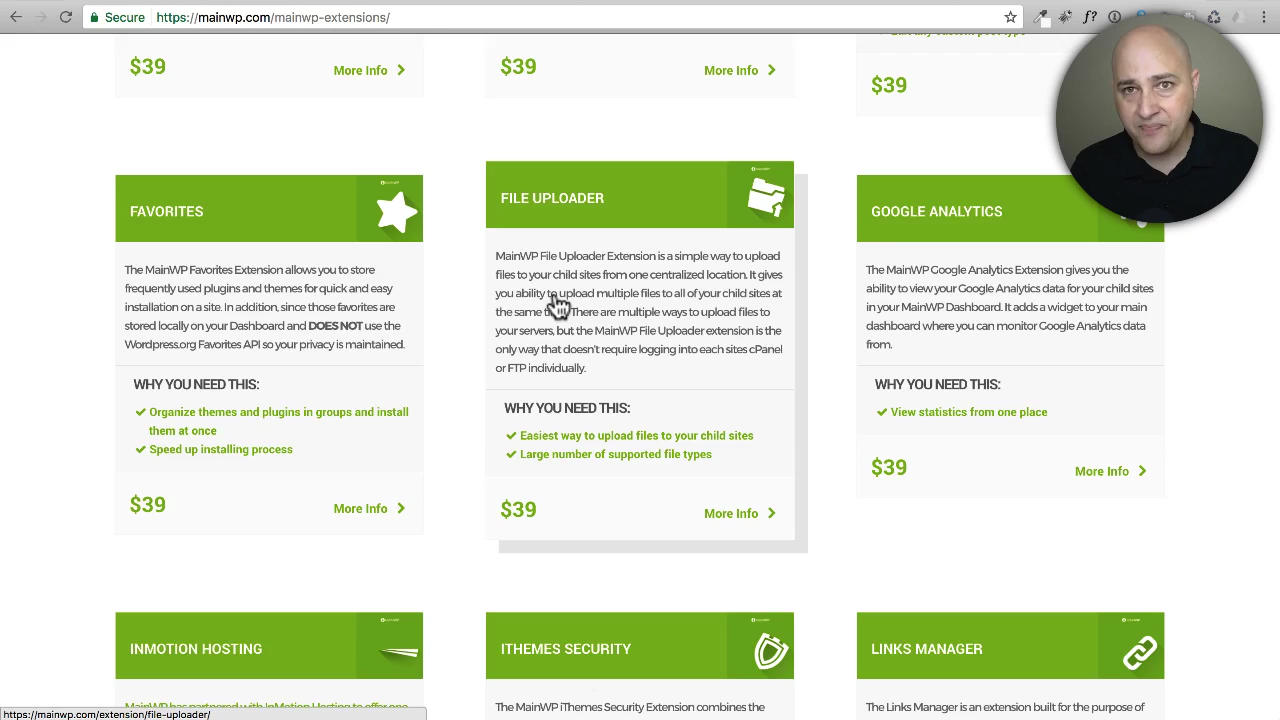 Secure https://mainwp.com/mainwp-extensions/
f?
$39
More Info
$39
More Info
$39
FAVORITES
The MainWP Favorites Extension allows you to store
frequently used plugins and themes for quick and easy
installation on a site. In addition, since those favorites are
stored locally on your Dashboard and DOES NOT use the
Wordpress.org Favorites API so your privacy is maintained.
WHY YOU NEED THIS:
Organize themes and plugins in groups and install
them at once
Speed up installing process
$39
More Info
FILE UPLOADER
MainWP File Uploader Extension is a simple way to upload
files to your child sites from one centralized location. It gives
you ability to upload multiple files to all of your child sites at
the same There are multiple ways to upload files to
your servers, but the MainWP File Uploader extension is the
only way that doesn't require logging into each sites cPanel
or FTP individually.
WHY YOU NEED THIS:
Easiest way to upload files to your child sites
Large number of supported file types
$39
More Info
GOOGLE ANALYTICS
The MainWP Google Analytics Extension gives you the
ability to view your Google Analytics data for your child sites
in your MainWP Dashboard. It adds a widget to your main
dashboard where you can monitor Google Analytics data
from.
WHY YOU NEED THIS:
View statistics from one place
$39
More Info
INMOTION HOSTING
MainWP has partnered with InMotion Hosting to offer one
ITHEMES SECURITY
The MainWP iThemes Security Extension combines the
LINKS MANAGER
The Links Manager is an extension built for the purpose of
https://mainwp.com/extension/file-uploader/